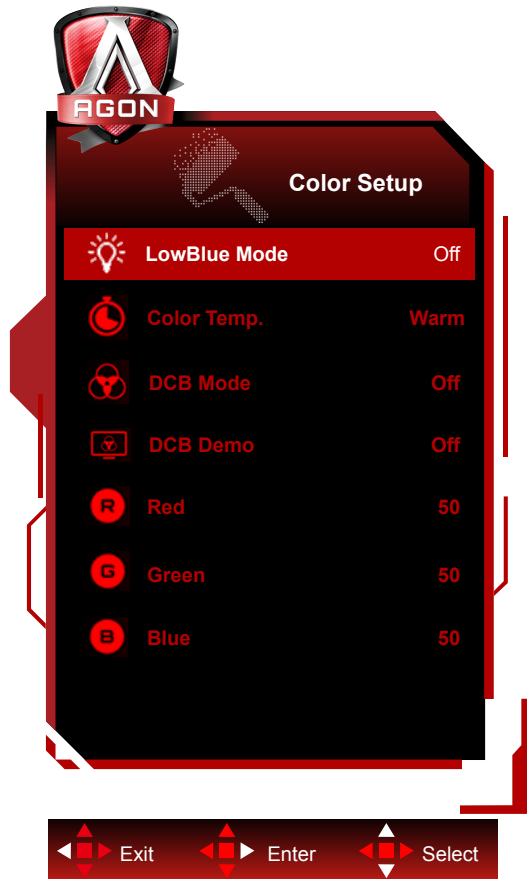 AGON
Color Setup
LowBlue Mode Off
Color Temp. Warm
DCB Mode Off
DCB Demo Off
R Red 50
G Green 50
B Blue 50
Exit Enter Select